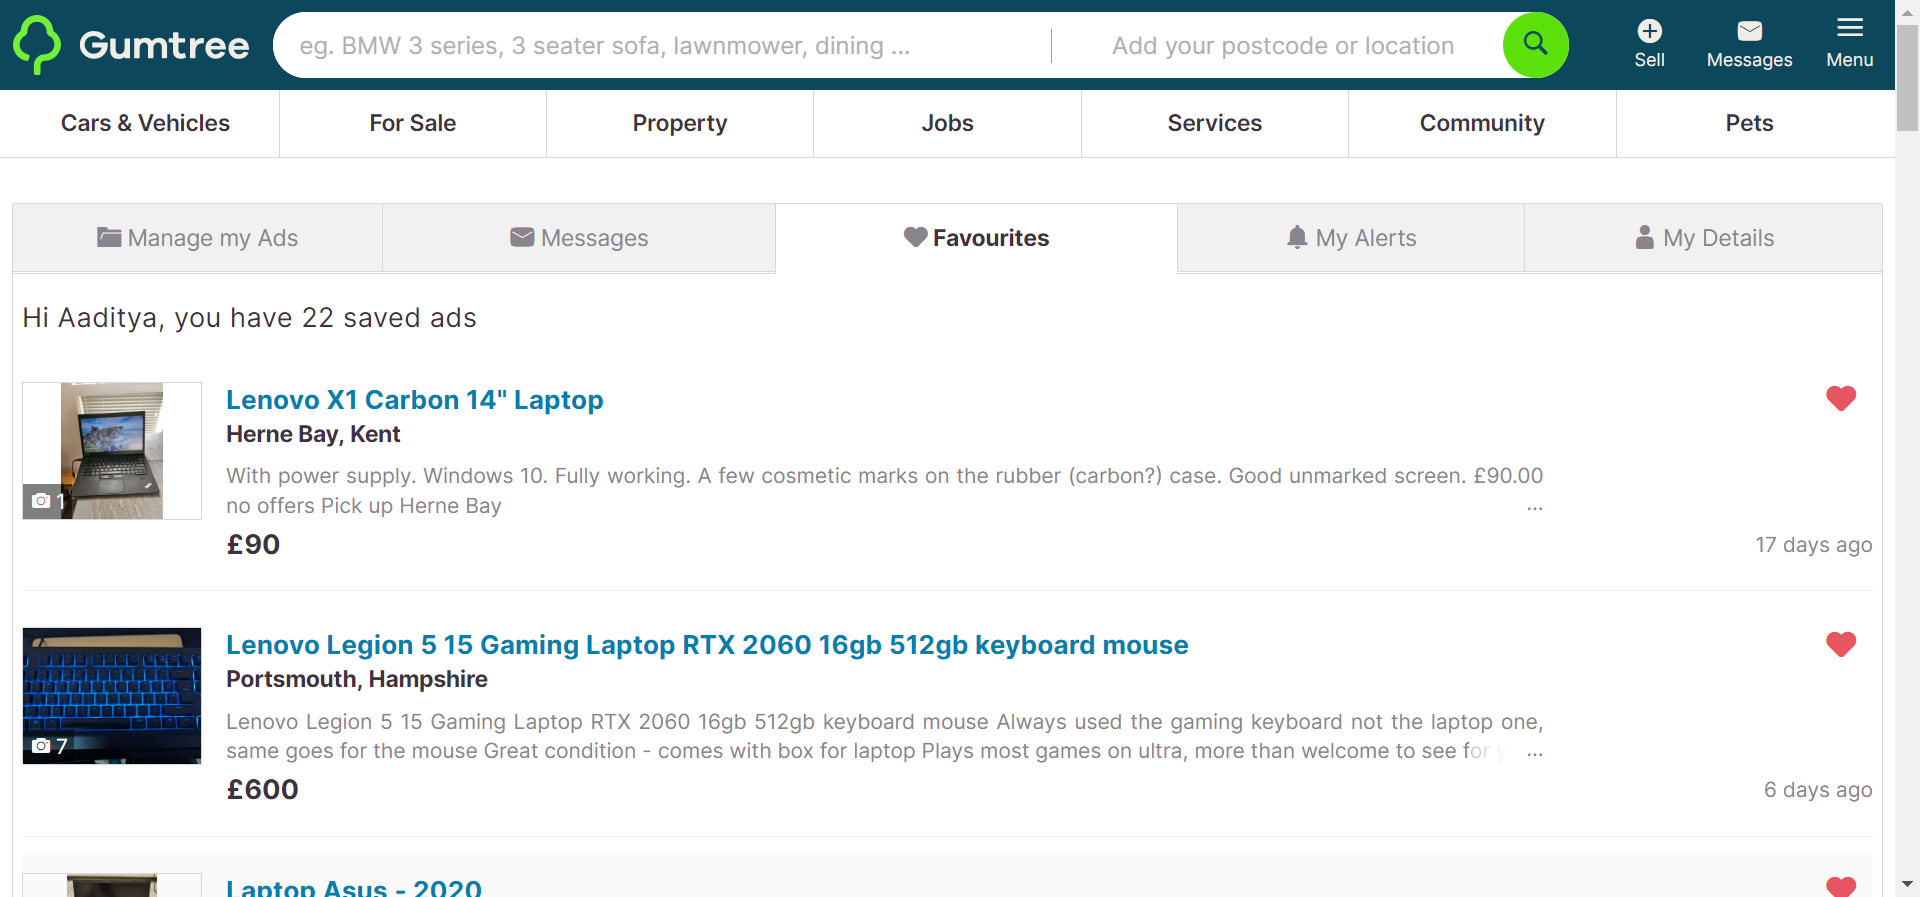 Gumtree
eg. BMW 3 series, 3 seater sofa, lawnmower, dining ...
Add your postcode or location
Sell
Messages
Menu
Cars & Vehicles
For Sale
Property
Jobs
Services
Community
Pets
Manage my Ads
Messages
Favourites
My Alerts
My Details
Hi Aaditya, you have 22 saved ads
1
Lenovo X1 Carbon 14" Laptop
Herne Bay, Kent
With power supply. Windows 10. Fully working. A few cosmetic marks on the rubber (carbon?) case. Good unmarked screen. £90.00
no offers Pick up Herne Bay ...
£90
17 days ago
7
Lenovo Legion 5 15 Gaming Laptop RTX 2060 16gb 512gb keyboard mouse
Portsmouth, Hampshire
Lenovo Legion 5 15 Gaming Laptop RTX 2060 16gb 512gb keyboard mouse Always used the gaming keyboard not the laptop one,
same goes for the mouse Great condition - comes with box for laptop Plays most games on ultra, more than welcome to see for ...
£600
6 days ago
Laptop Asus - 2020